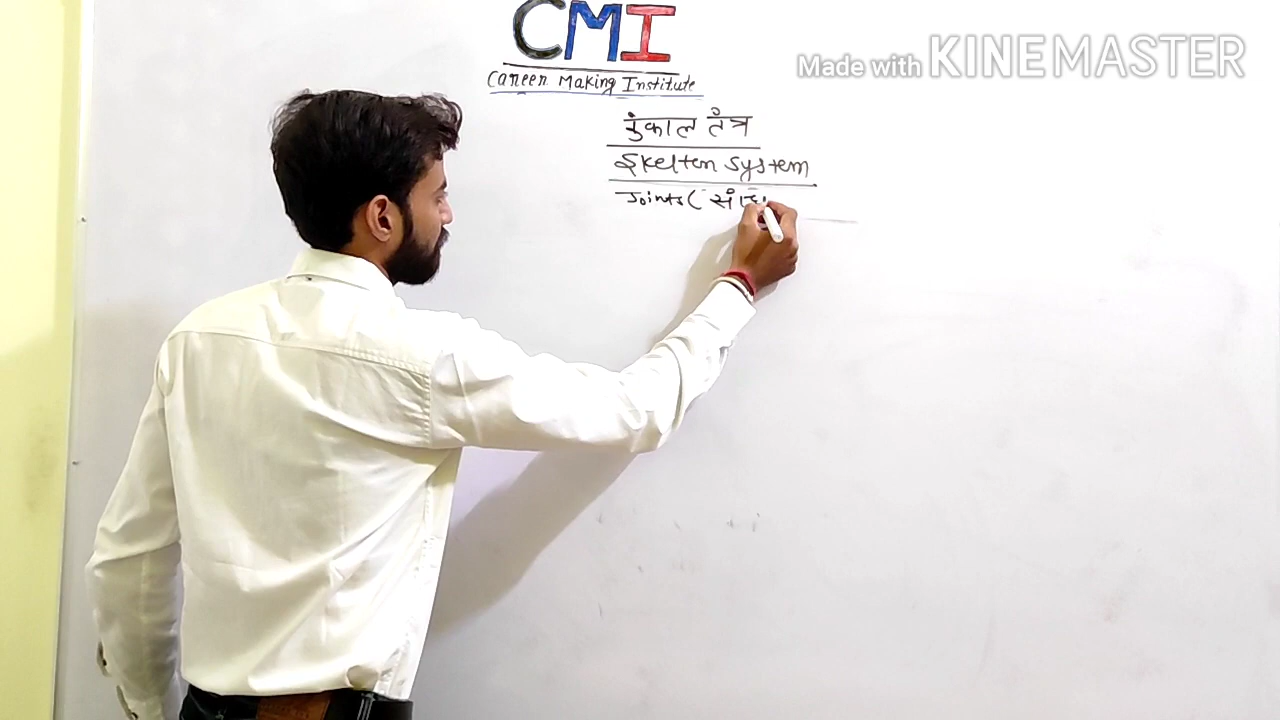 CMI
Made with KINEMASTER
Career Making Institute
कंकाल तंत्र
Skelten System
Joints (